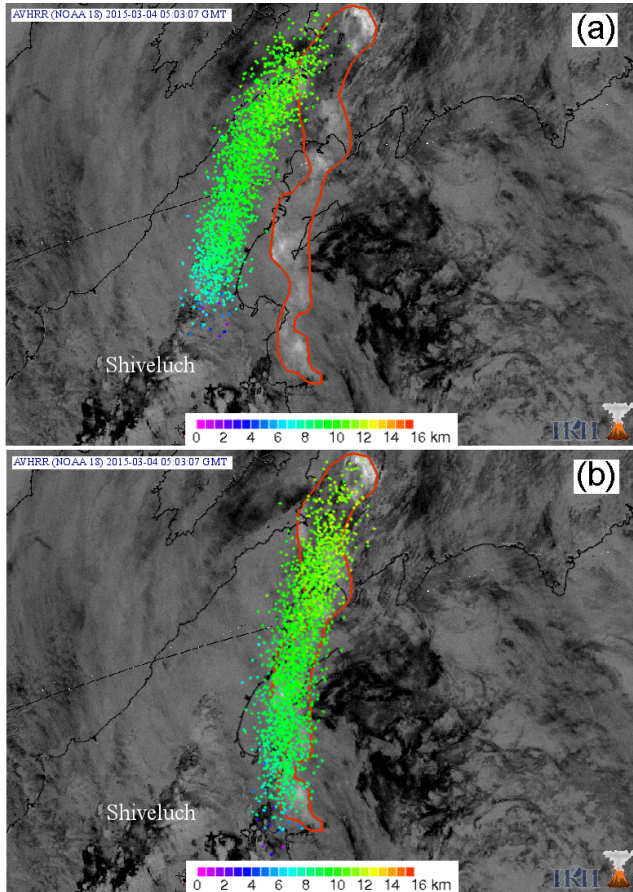 AVHRR (NOAA 18) 2015-03-04 05:03:07 GMT
(a)
Shiveluch
0 2 4 6 8 10 12 14 16 km
ИКИ
AVHRR (NOAA 18) 2015-03-04 05:03:07 GMT
(b)
Shiveluch
0 2 4 6 8 10 12 14 16 km
ИКИ